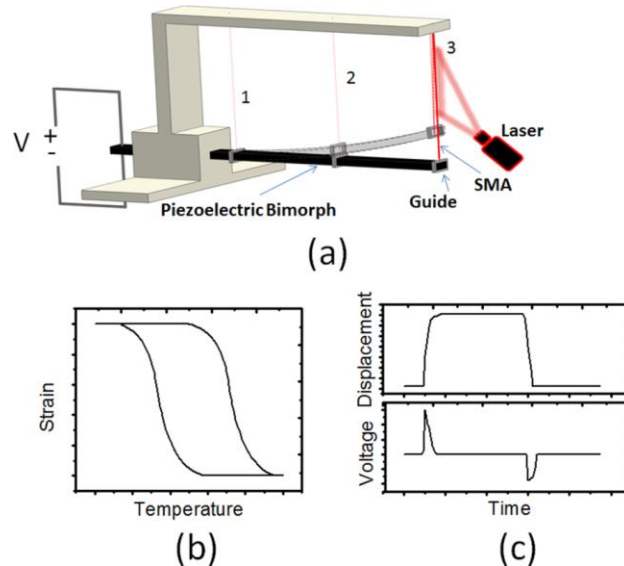 3
2
1
V
+
-
Laser
SMA
Guide
Piezoelectric Bimorph
(a)
Strain
Temperature
(b)
Displacement
Voltage
Time
(c)